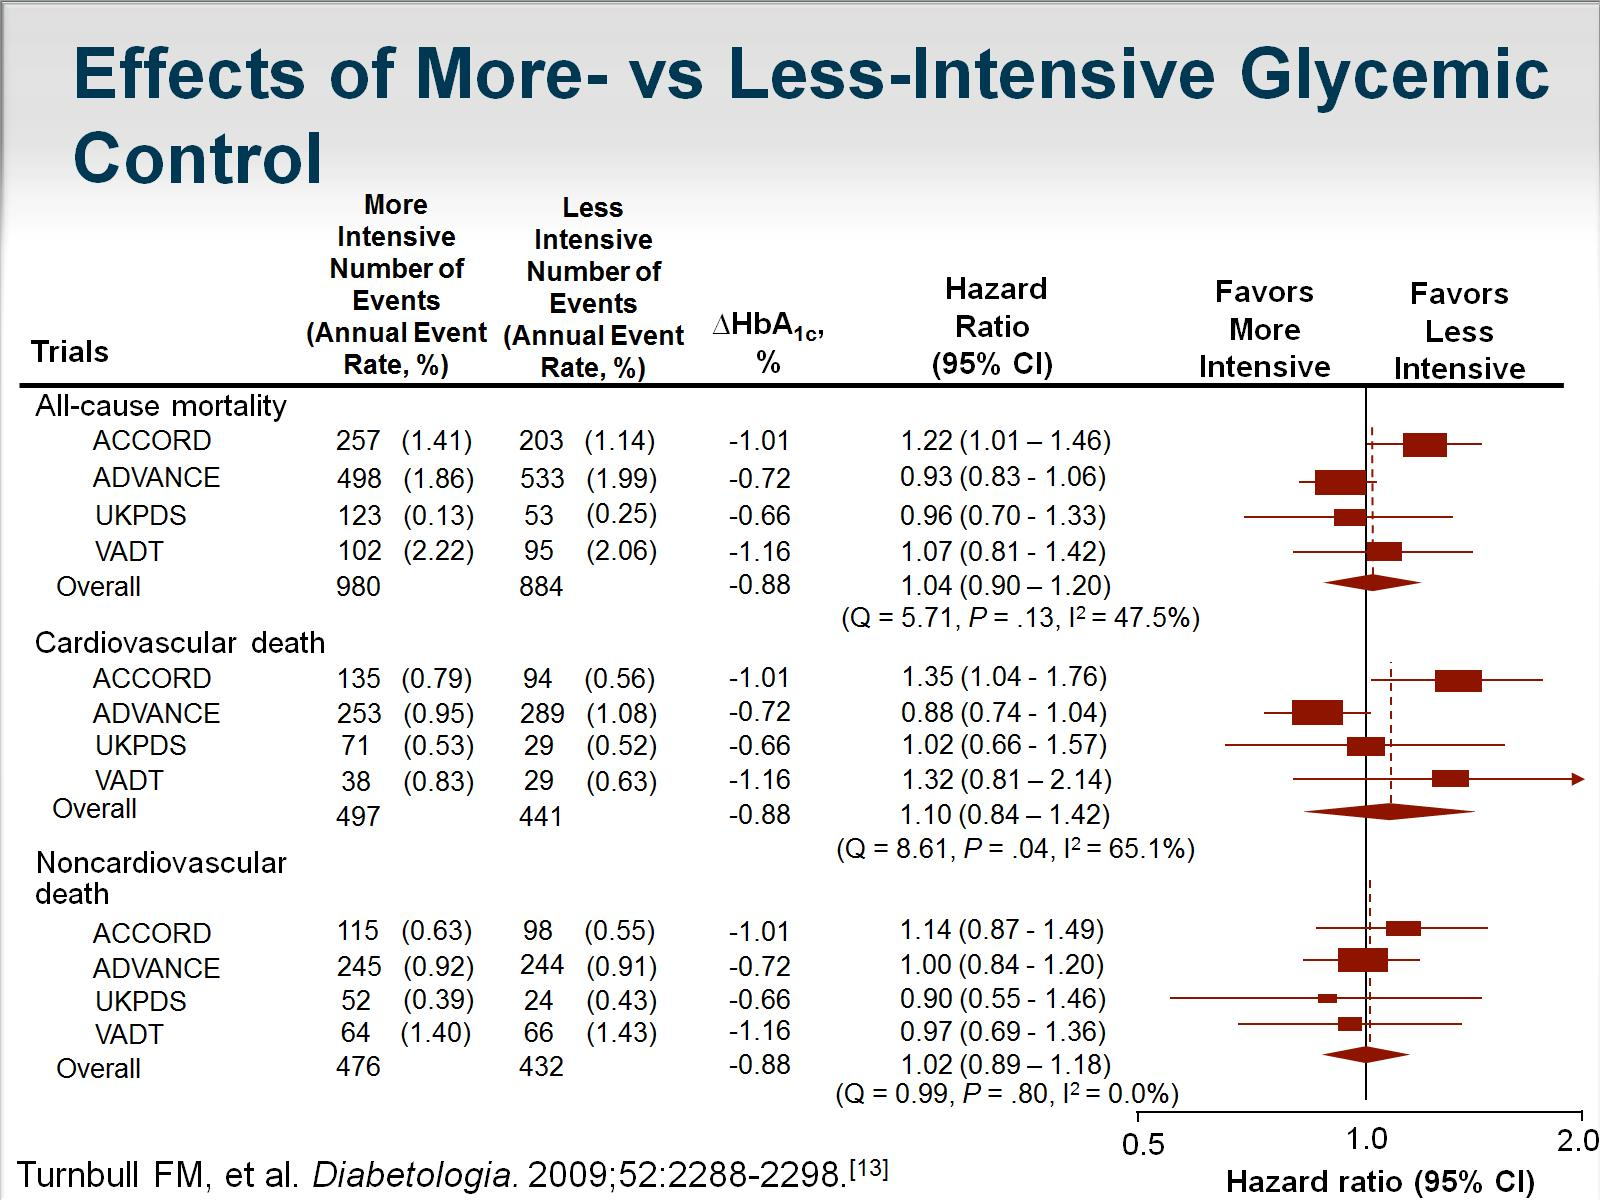 Effects of More- vs Less-Intensive Glycemic
Control
More
Intensive
Number of
Events
(Annual Event
Rate, %)
Less
Intensive
Number of
Events
(Annual Event
Rate, %)
ΔHbA1c,
%
Hazard
Ratio
(95% CI)
Favors
More
Intensive
Favors
Less
Intensive
Trials
All-cause mortality
ACCORD 257 (1.41) 203 (1.14) -1.01 1.22 (1.01 – 1.46)
ADVANCE 498 (1.86) 533 (1.99) -0.72 0.93 (0.83 - 1.06)
UKPDS 123 (0.13) 53 (0.25) -0.66 0.96 (0.70 - 1.33)
VADT 102 (2.22) 95 (2.06) -1.16 1.07 (0.81 - 1.42)
Overall 980 884 -0.88 1.04 (0.90 – 1.20)
(Q = 5.71, P = .13, I² = 47.5%)
Cardiovascular death
ACCORD 135 (0.79) 94 (0.56) -1.01 1.35 (1.04 - 1.76)
ADVANCE 253 (0.95) 289 (1.08) -0.72 0.88 (0.74 - 1.04)
UKPDS 71 (0.53) 29 (0.52) -0.66 1.02 (0.66 - 1.57)
VADT 38 (0.83) 29 (0.63) -1.16 1.32 (0.81 – 2.14)
Overall 497 441 -0.88 1.10 (0.84 – 1.42)
(Q = 8.61, P = .04, I² = 65.1%)
Noncardiovascular
death
ACCORD 115 (0.63) 98 (0.55) -1.01 1.14 (0.87 - 1.49)
ADVANCE 245 (0.92) 244 (0.91) -0.72 1.00 (0.84 - 1.20)
UKPDS 52 (0.39) 24 (0.43) -0.66 0.90 (0.55 - 1.46)
VADT 64 (1.40) 66 (1.43) -1.16 0.97 (0.69 - 1.36)
Overall 476 432 -0.88 1.02 (0.89 – 1.18)
(Q = 0.99, P = .80, I² = 0.0%)
0.5 1.0 2.0
Hazard ratio (95% CI)
Turnbull FM, et al. Diabetologia. 2009;52:2288-2298.[13]